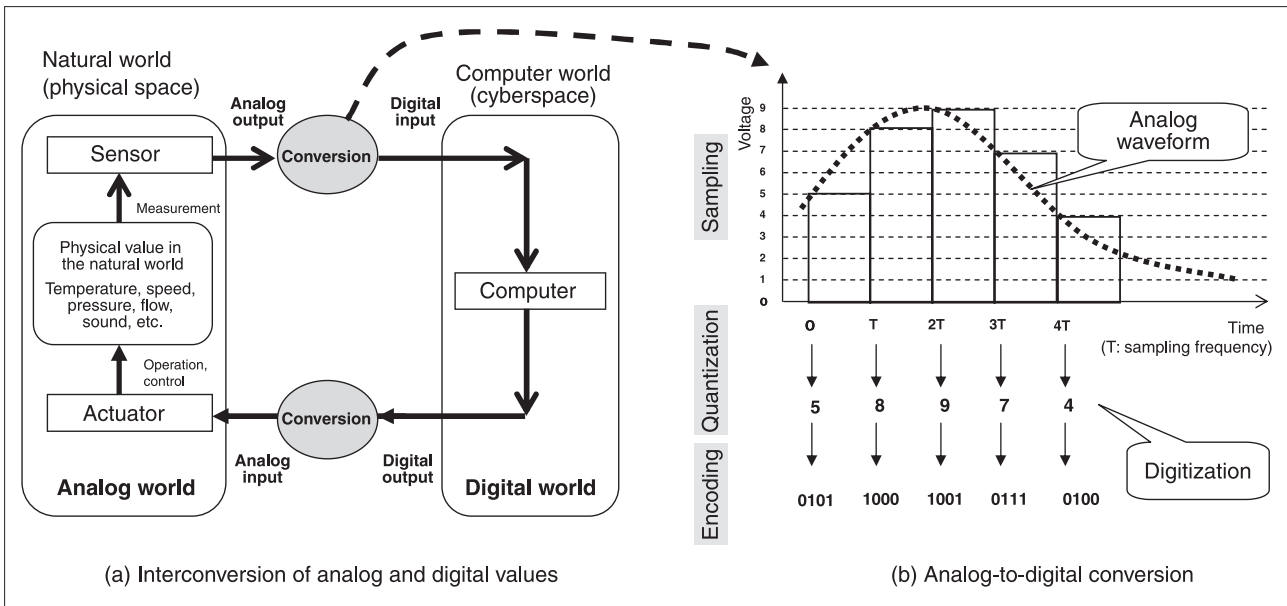 Natural world
(physical space)
Analog
output
Digital
input
Computer world
(cyberspace)
Sensor
Conversion
Measurement
Physical value in
the natural world
Temperature, speed,
pressure, flow,
sound, etc.
Computer
Operation,
control
Actuator
Conversion
Analog
input
Digital
output
Analog world
Digital world
(a) Interconversion of analog and digital values
Sampling
Voltage
9
8
7
6
5
4
3
2
1
0
Analog
waveform
0 T 2T 3T 4T
Time
(T: sampling frequency)
Quantization
5 8 9 7 4
Digitization
Encoding
0101 1000 1001 0111 0100
(b) Analog-to-digital conversion